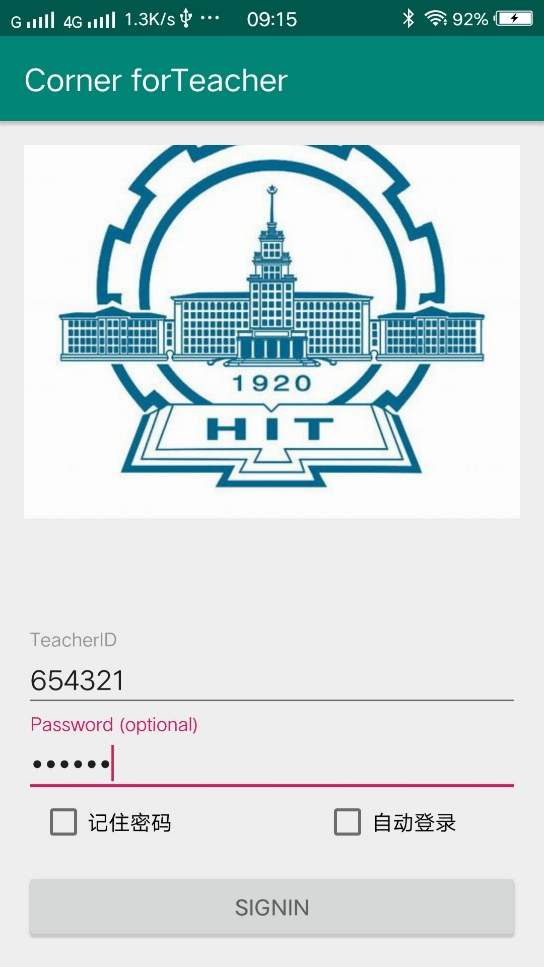 G 4G 1.3K/s ··· 09:15 92%
Corner forTeacher
1920
HIT
TeacherID
654321
Password (optional)
••••••
记住密码 自动登录
SIGNIN